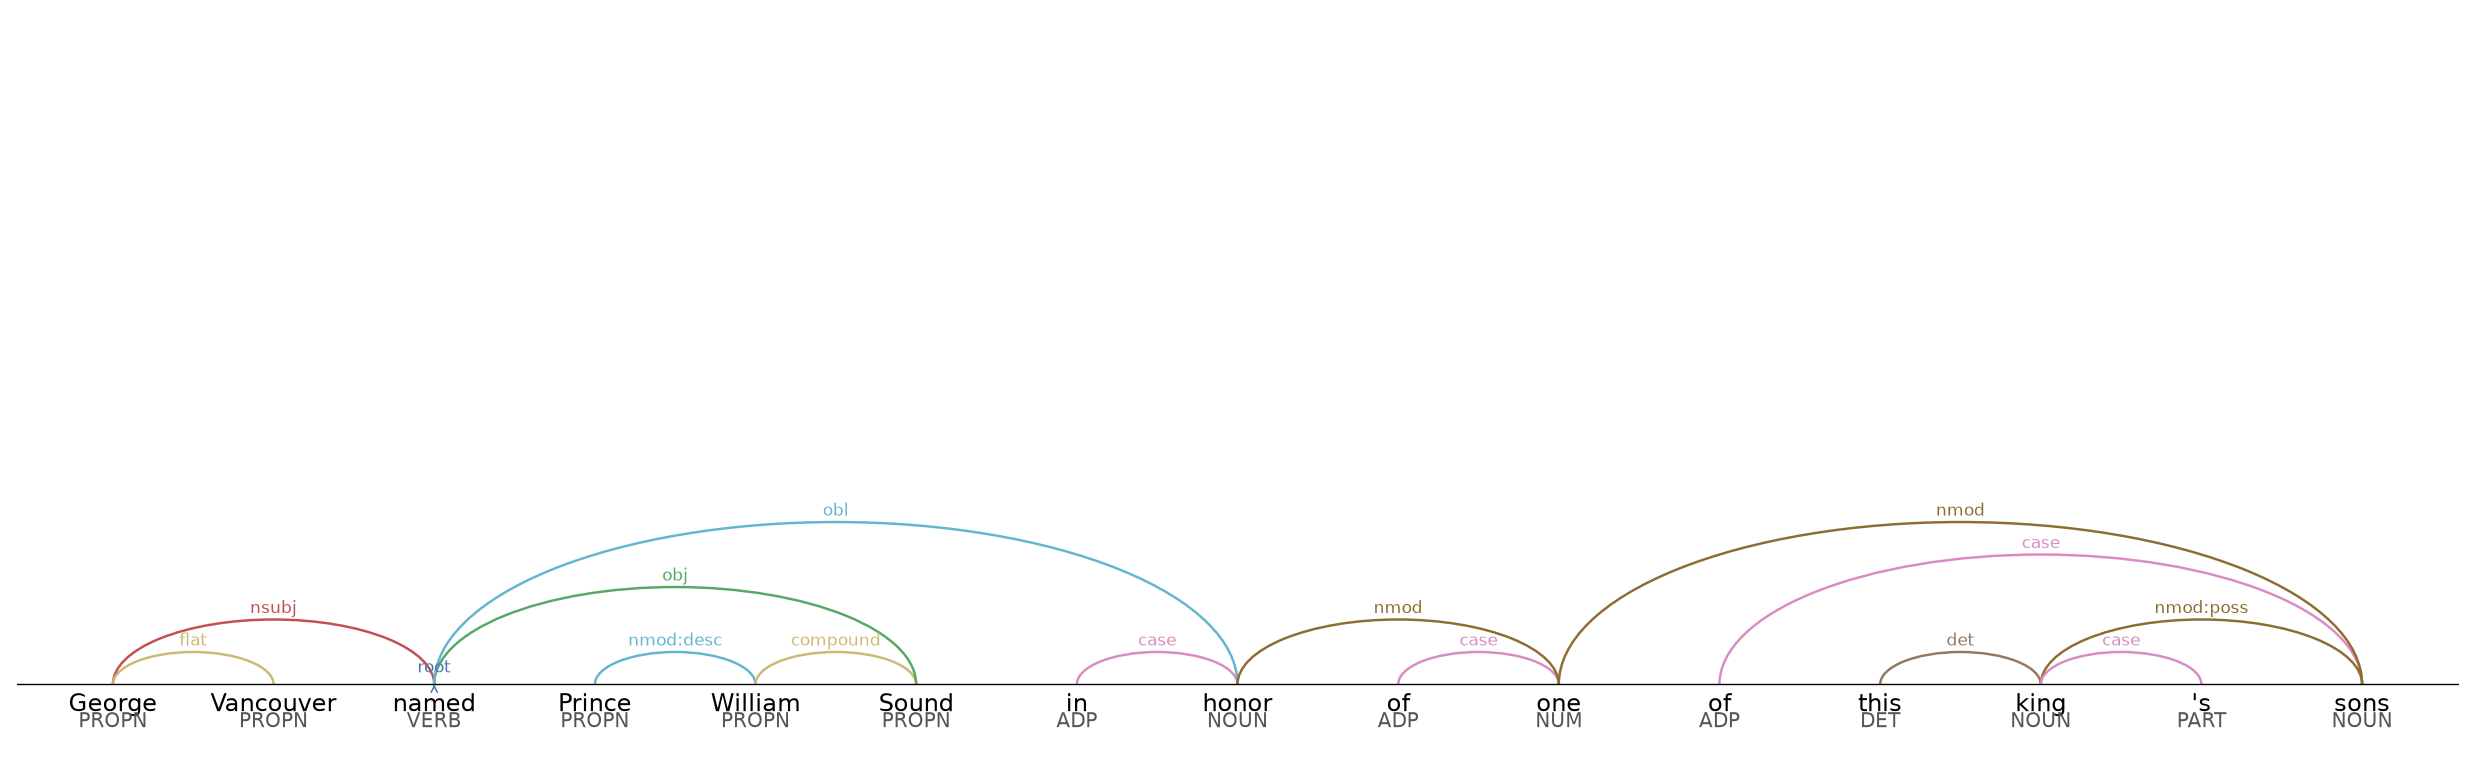 obl
nmod
case
obj
nsubj
nmod
nmod:poss
flat
nmod:desc
compound
case
case
det
case
root
George Vancouver named Prince William Sound in honor of one of this king 's sons
PROPN PROPN VERB PROPN PROPN PROPN ADP NOUN ADP NUM ADP DET NOUN PART NOUN